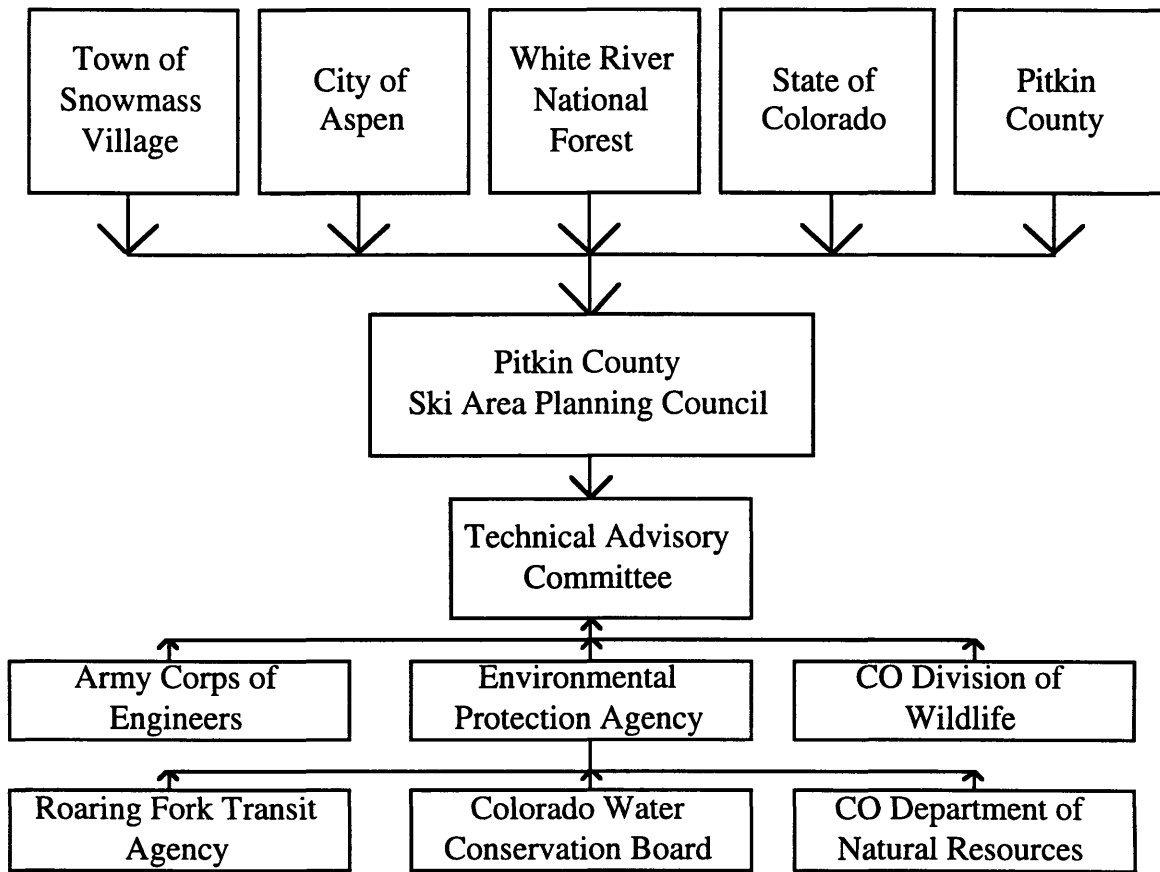 Town of
Snowmass
Village
City of
Aspen
White River
National
Forest
State of
Colorado
Pitkin
County
Pitkin County
Ski Area Planning Council
Technical Advisory
Committee
Army Corps of
Engineers
Environmental
Protection Agency
CO Division of
Wildlife
Roaring Fork Transit
Agency
Colorado Water
Conservation Board
CO Department of
Natural Resources